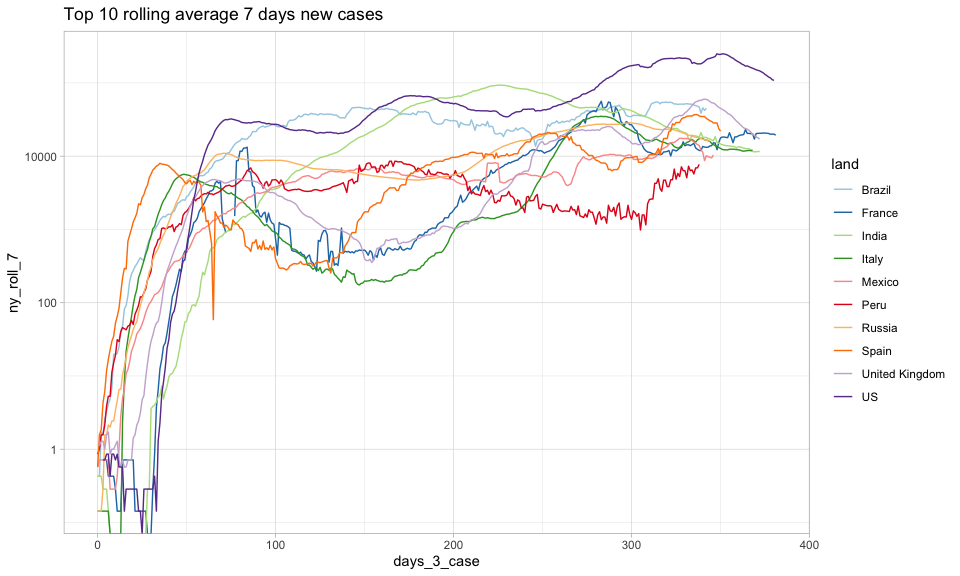 Top 10 rolling average 7 days new cases
ny_roll_7
10000
100
1
0
100
200
300
400
days_3_case
land
Brazil
France
India
Italy
Mexico
Peru
Russia
Spain
United Kingdom
US